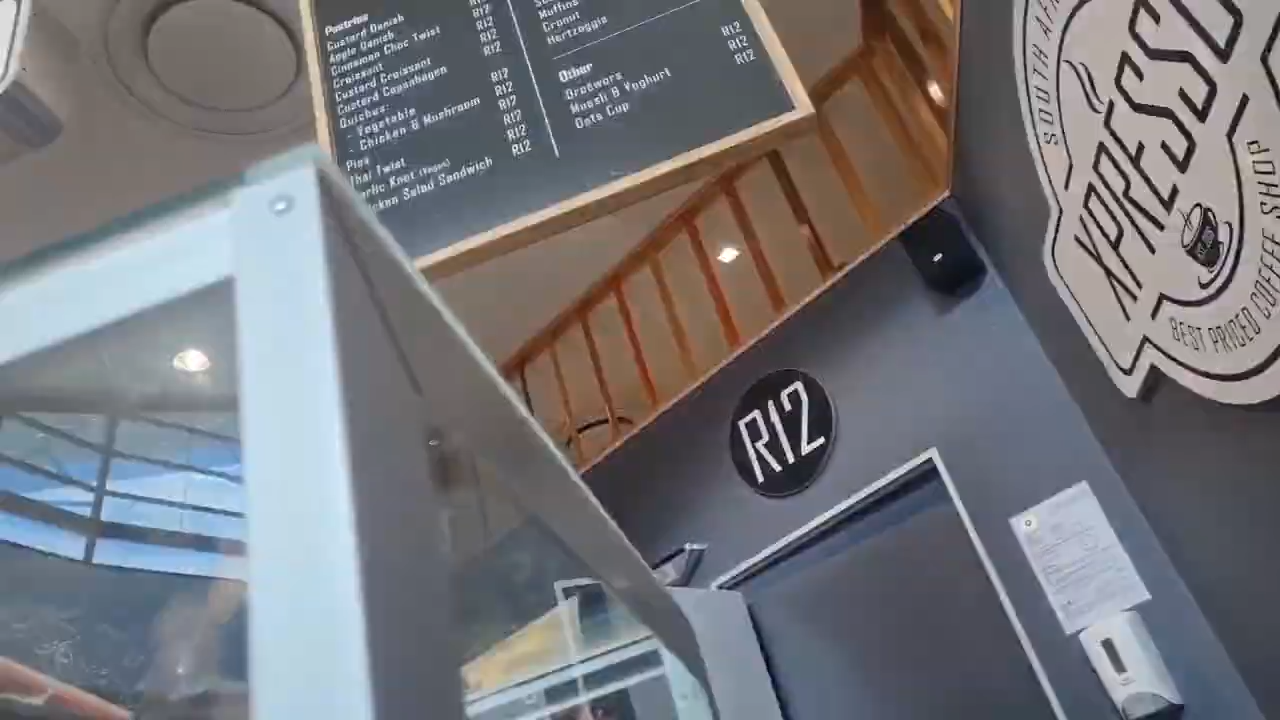 Pastries
Custard Danish
Apple Danish
Cinnamon Choc Twist
Croissant
Custard Croissant
Custard Copenhagen
Quiches:
- Vegetable
- Chicken & Mushroom
Pies
Thai Twist
Garlic Knot (Vegan)
Chicken Salad Sandwich
R12
R12
R12
R12
R12
R12
R12
R12
R12
R12
Muffins
Cronut
Hertzoggie
Other
Droëwors
Muesli & Yoghurt
Oats Cup
R12
R12
R12
R12
SOUTH AFR
XPRESSO
BEST PRICED COFFEE SHOP